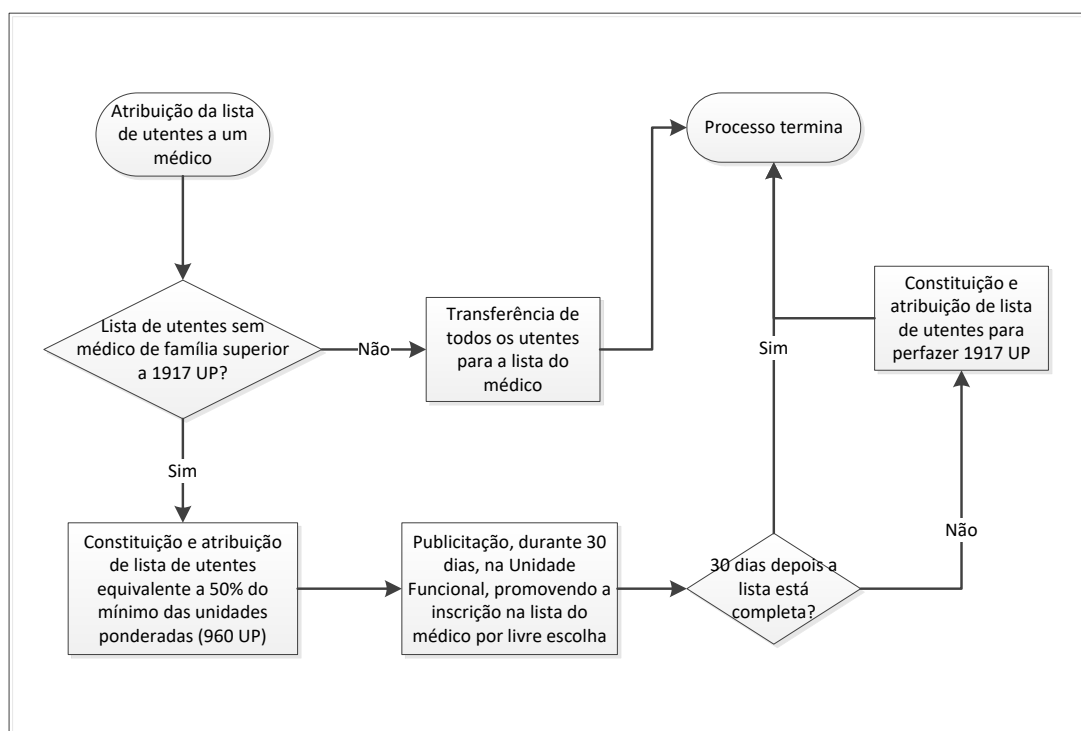 Atribuição da lista
de utentes a um
médico
Processo termina
Lista de utentes sem
médico de família superior
a 1917 UP?
Não
Transferência de
todos os utentes
para a lista do
médico
Constituição e
atribuição de lista
de utentes para
perfazer 1917 UP
Sim
Sim
Não
Constituição e atribuição
de lista de utentes
equivalente a 50% do
mínimo das unidades
ponderadas (960 UP)
Publicitação, durante 30
dias, na Unidade
Funcional, promovendo a
inscrição na lista do
médico por livre escolha
30 dias depois a
lista está
completa?